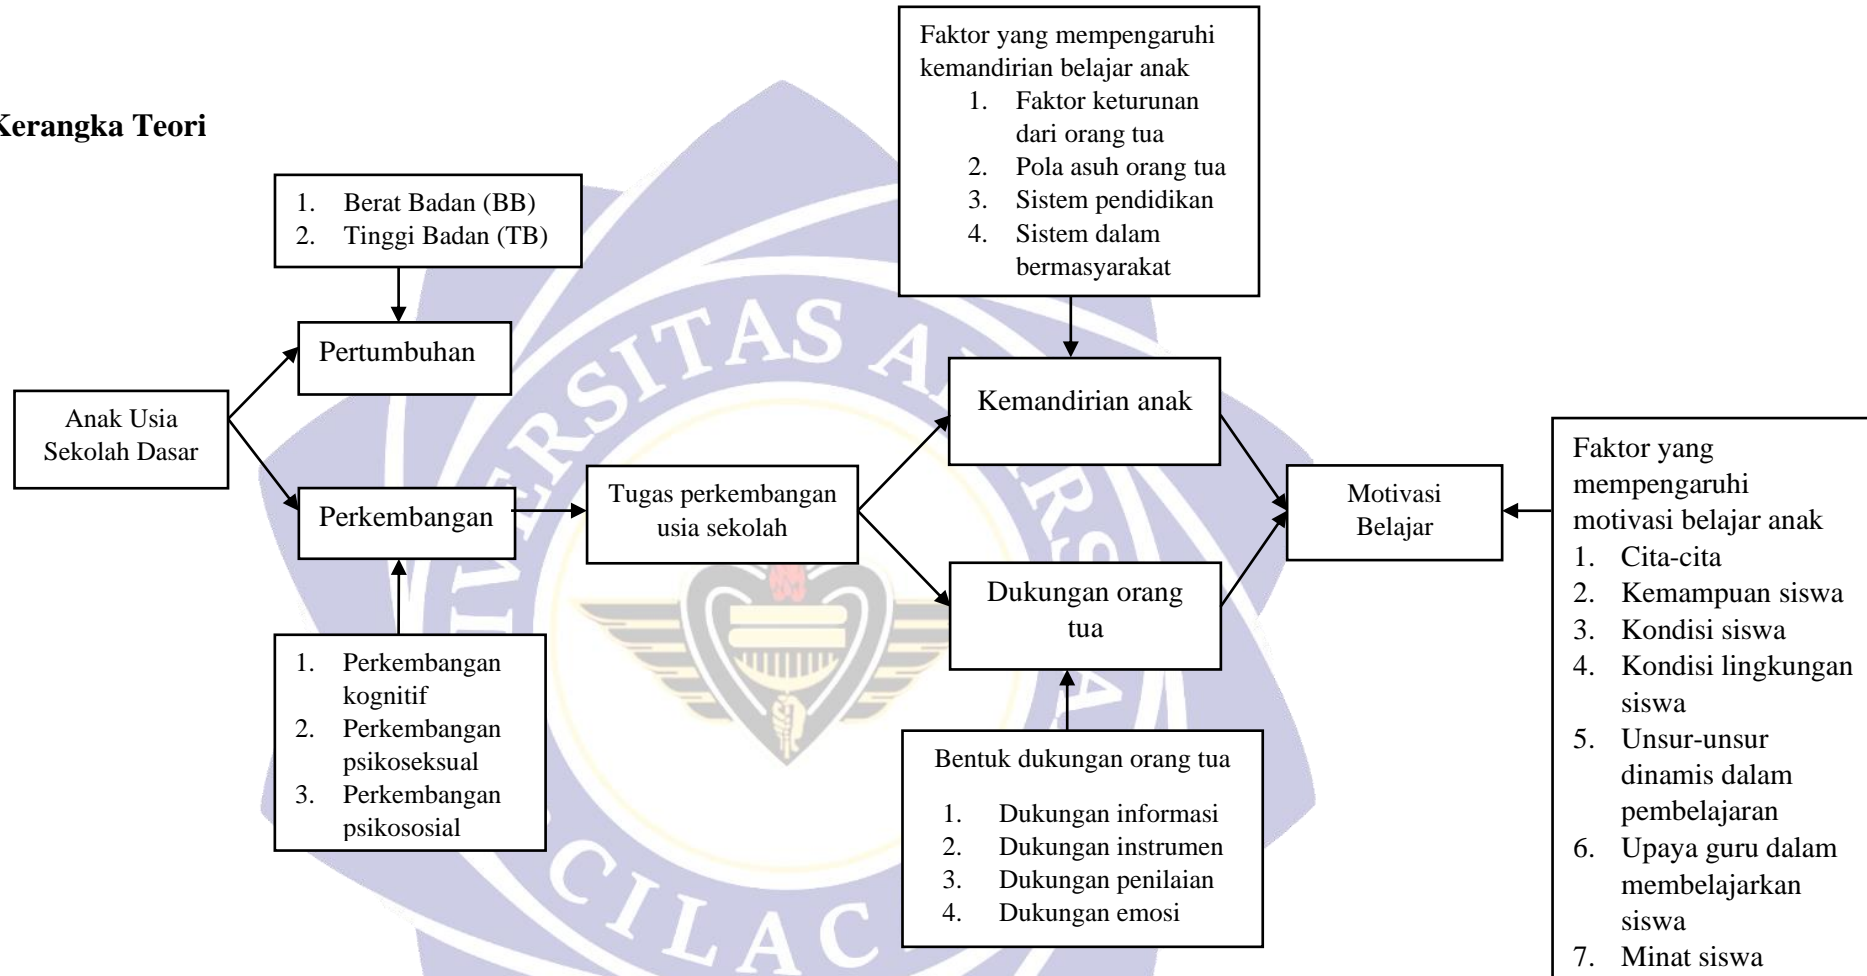 Kerangka Teori
Faktor yang mempengaruhi
kemandirian belajar anak
1. Faktor keturunan
dari orang tua
2. Pola asuh orang tua
3. Sistem pendidikan
4. Sistem dalam
bermasyarakat
1. Berat Badan (BB)
2. Tinggi Badan (TB)
Pertumbuhan
Anak Usia
Sekolah Dasar
Perkembangan
Tugas perkembangan
usia sekolah
Kemandirian anak
Dukungan orang
tua
Motivasi
Belajar
1. Perkembangan
kognitif
2. Perkembangan
psikoseksual
3. Perkembangan
psikososial
Bentuk dukungan orang tua
1. Dukungan informasi
2. Dukungan instrumen
3. Dukungan penilaian
4. Dukungan emosi
Faktor yang
mempengaruhi
motivasi belajar anak
1. Cita-cita
2. Kemampuan siswa
3. Kondisi siswa
4. Kondisi lingkungan
siswa
5. Unsur-unsur
dinamis dalam
pembelajaran
6. Upaya guru dalam
membelajarkan
siswa
7. Minat siswa